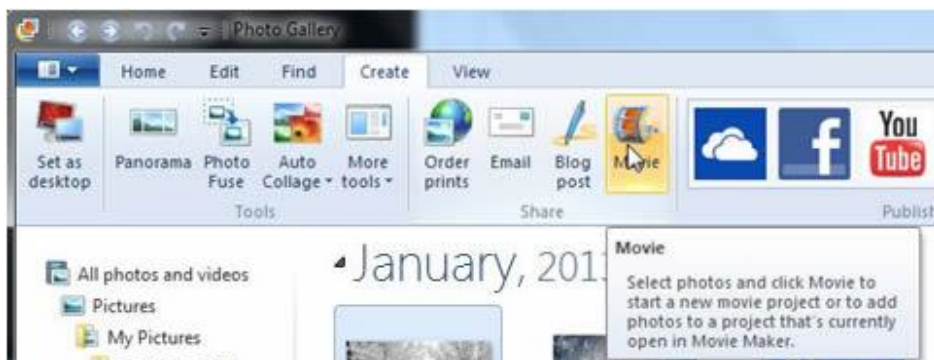 Photo Gallery
Home Edit Find Create View
Set as desktop
Panorama
Photo Fuse
Auto Collage
More tools
Order prints
Email
Blog post
Movie
You Tube
Tools
Share
Publish
All photos and videos
Pictures
My Pictures
January, 201
Movie
Select photos and click Movie to
start a new movie project or to add
photos to a project that's currently
open in Movie Maker.